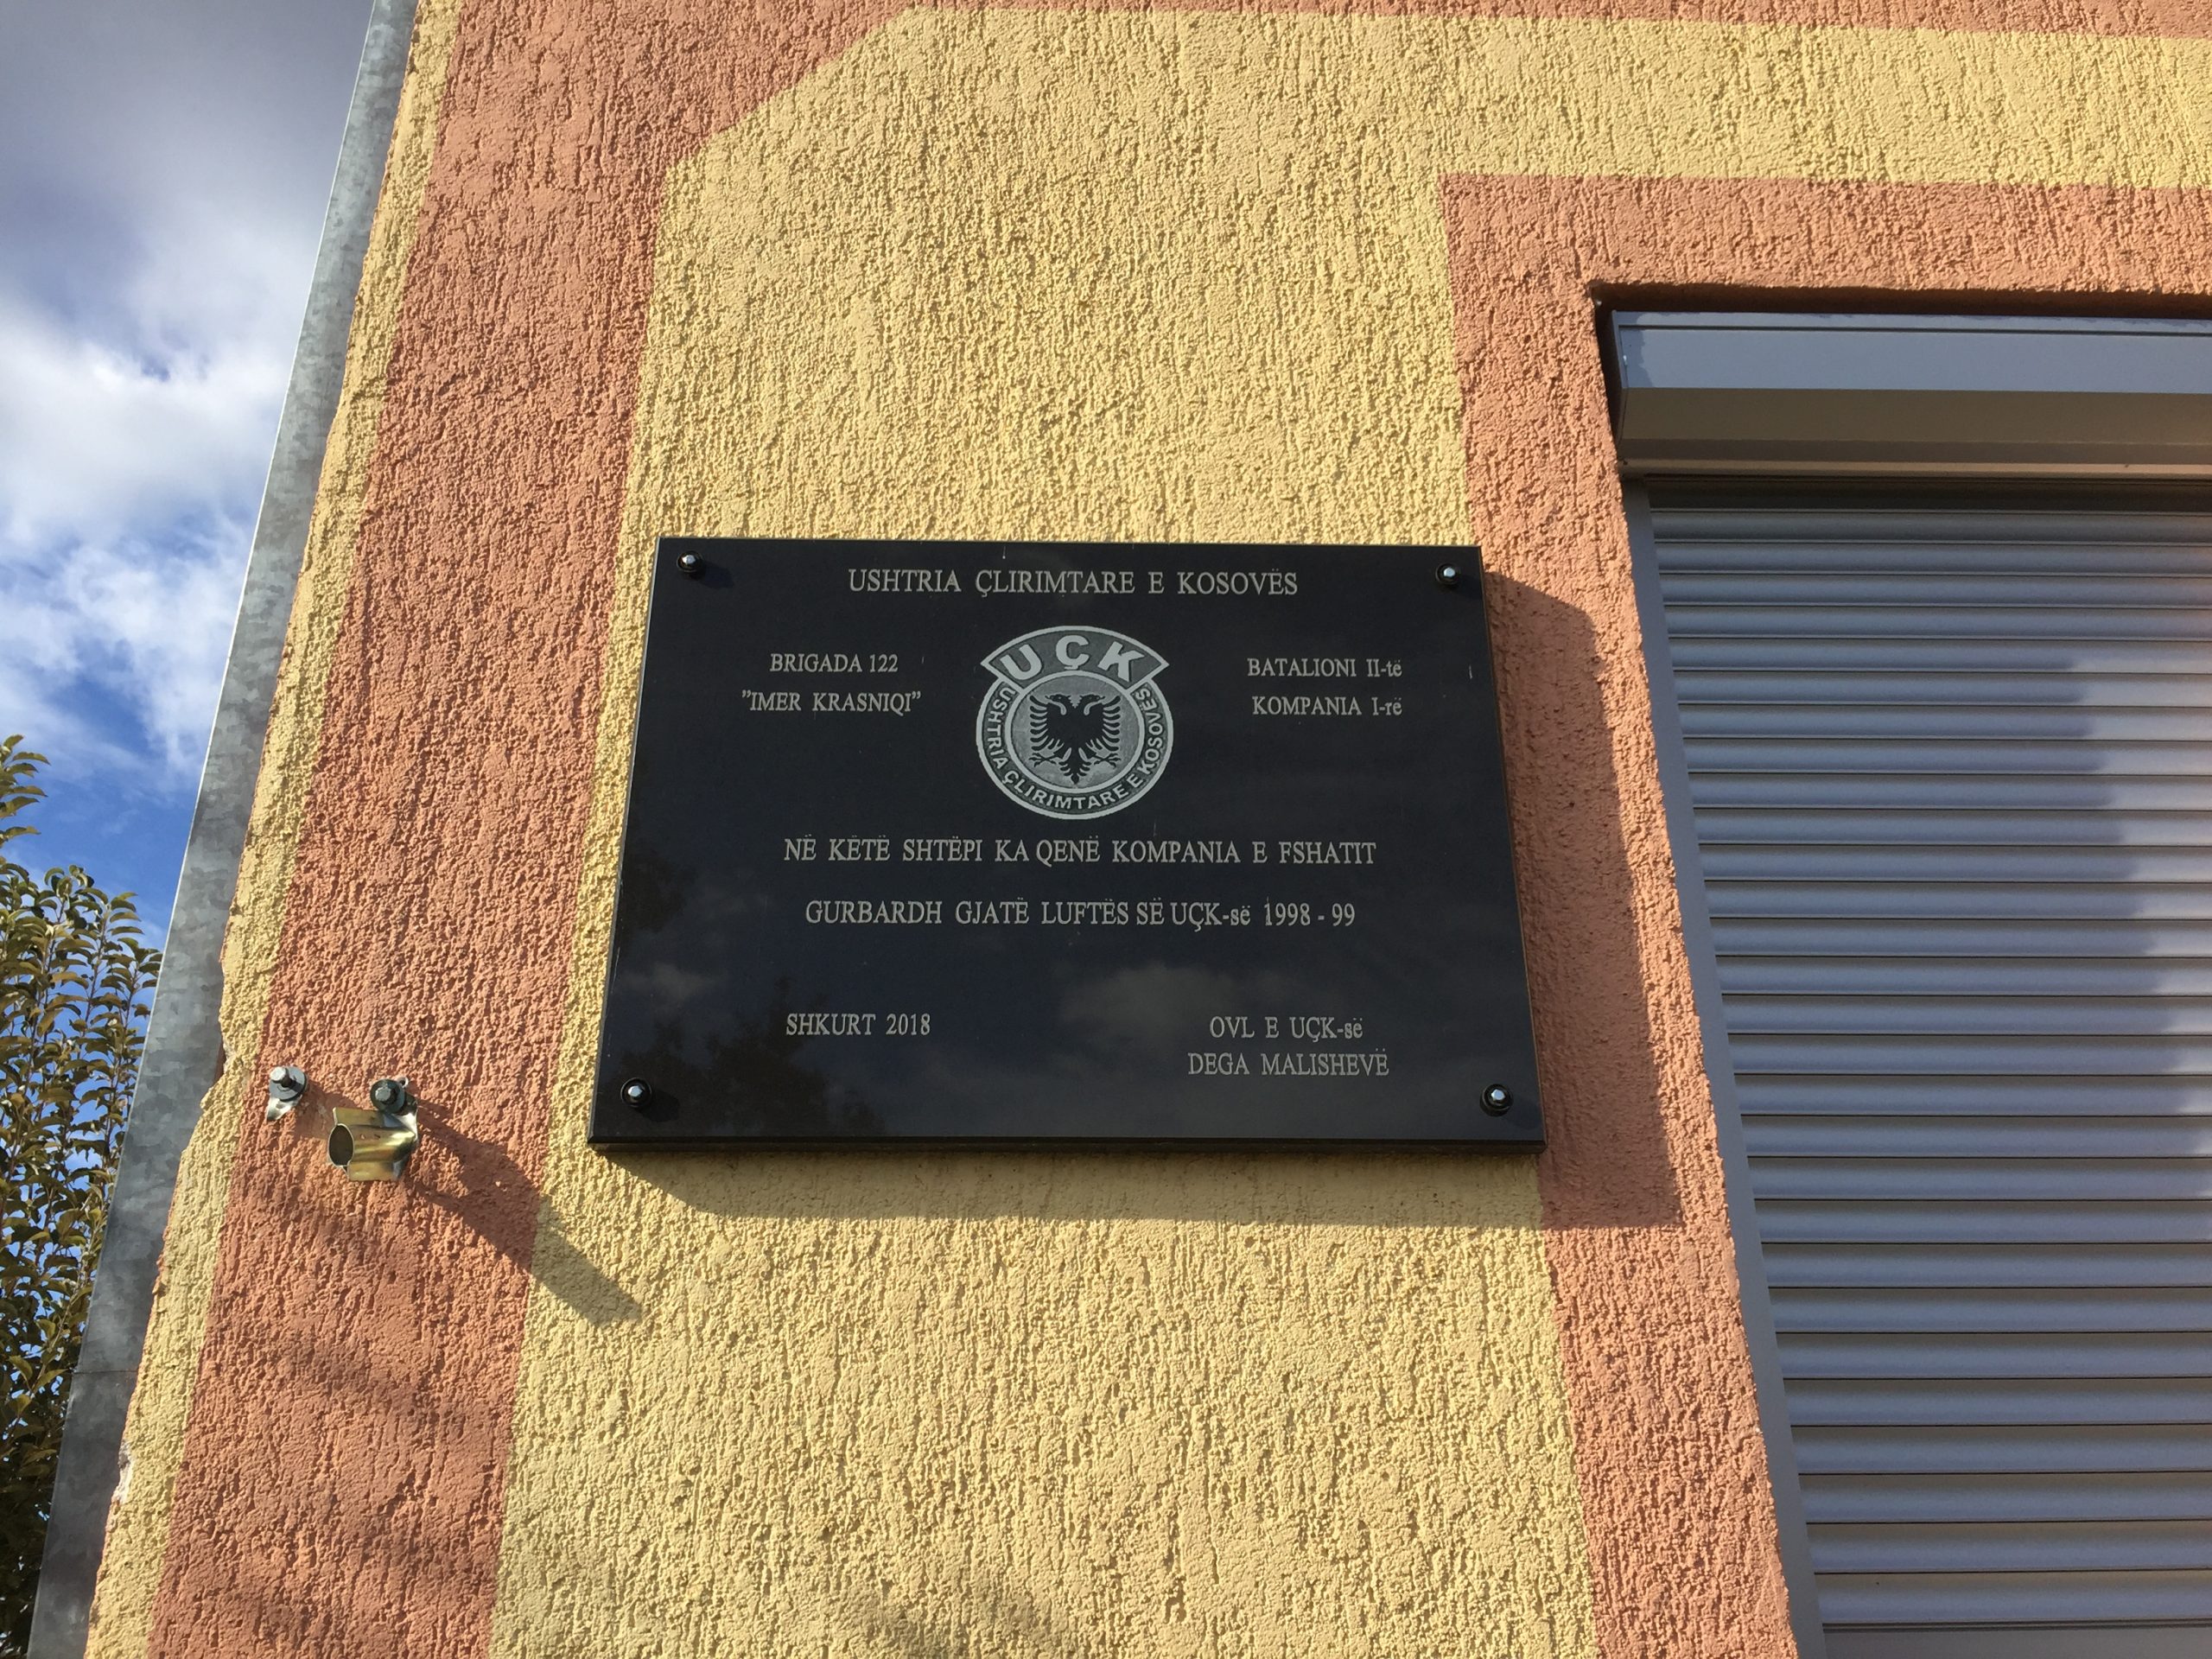 USHTRIA ÇLIRIMTARE E KOSOVËS
BRIGADA 122
"IMER KRASNIQI"
UÇK
USHTRIA ÇLIRIMTARE E KOSOVËS
BATALIONI II-të
KOMPANIA I-rë
NË KËTË SHTËPI KA QENË KOMPANIA E FSHATIT
GURBARDH GJATË LUFTËS SË UÇK-së 1998 - 99
SHKURT 2018
OVL E UÇK-së
DEGA MALISHEVË